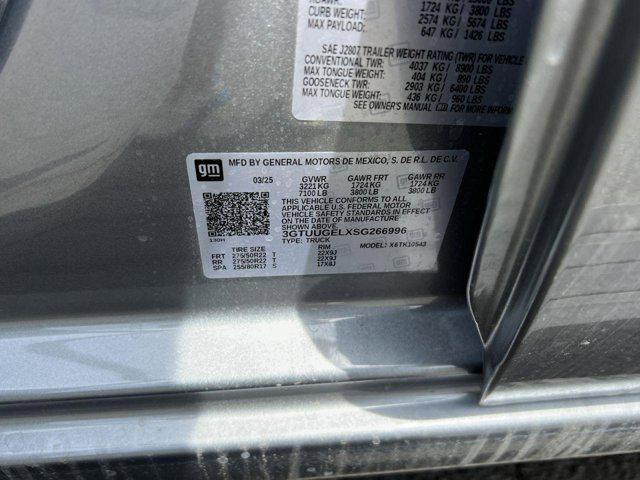 1724 KG/ 3800 LBS
CURB WEIGHT: 2574 KG/ 5674 LBS
MAX PAYLOAD: 647 KG/ 1426 LBS
SAE J2807 TRAILER WEIGHT RATING (TWR) FOR VEHICLE
CONVENTIONAL TWR: 4037 KG/ 8900 LBS
MAX TONGUE WEIGHT: 404 KG/ 890 LBS
GOOSENECK TWR: 2903 KG/ 6400 LBS
MAX TONGUE WEIGHT: 436 KG/ 960 LBS
SEE OWNER'S MANUAL FOR MORE INFORM
gm
MFD BY GENERAL MOTORS DE MEXICO, S. DE R.L. DE C.V.
03/25 GVWR GAWR FRT GAWR RR
3221 KG 1724 KG 1724 KG
7100 LB 3800 LB 3800 LB
THIS VEHICLE CONFORMS TO ALL
APPLICABLE U.S. FEDERAL MOTOR
VEHICLE SAFETY STANDARDS IN
EFFECT ON THE DATE OF MANUFACTURE
SHOWN ABOVE.
3GTUUGELXSG266996
TYPE: TRUCK MODEL: X6TK10543
130H
TIRE SIZE RIM
FRT 275/50R22 T 22X9J
RR 275/50R22 T 22X9J
SPA 255/80R17 S 17X8J